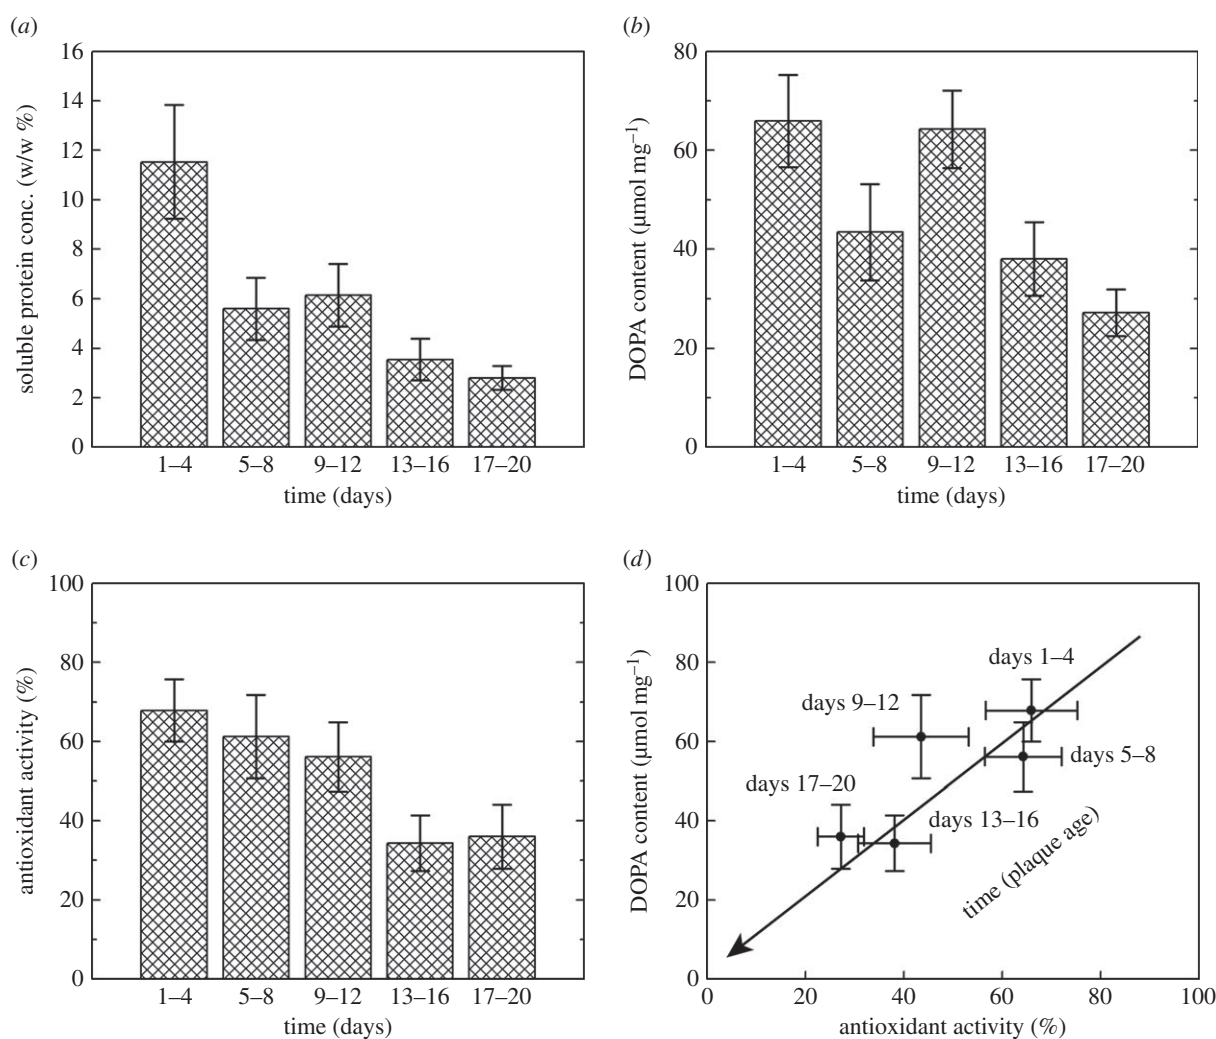 (a)
16
14
12
10
8
6
4
2
0
soluble protein conc. (w/w %)
1–4 5–8 9–12 13–16 17–20
time (days)
(b)
80
60
40
20
0
DOPA content (µmol mg⁻¹)
1–4 5–8 9–12 13–16 17–20
time (days)
(c)
100
80
60
40
20
0
antioxidant activity (%)
1–4 5–8 9–12 13–16 17–20
time (days)
(d)
100
80
60
40
20
0
DOPA content (µmol mg⁻¹)
days 1–4
days 9–12
days 5–8
days 17–20
days 13–16
time (plaque age)
0 20 40 60 80 100
antioxidant activity (%)